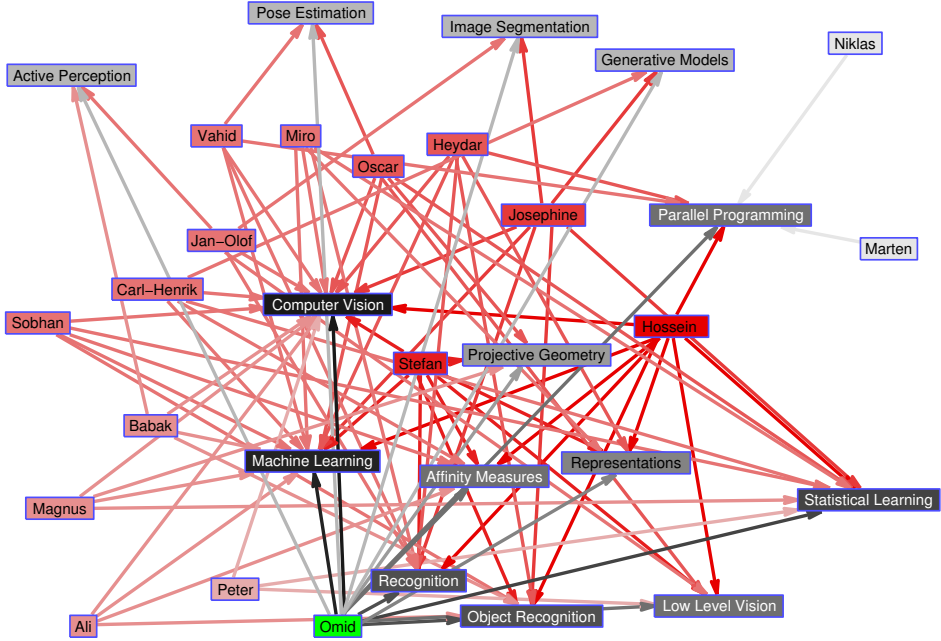 Pose Estimation
Image Segmentation
Niklas
Generative Models
Active Perception
Vahid
Miro
Heydar
Oscar
Josephine
Parallel Programming
Jan−Olof
Marten
Carl−Henrik
Computer Vision
Sobhan
Hossein
Projective Geometry
Stefan
Babak
Machine Learning
Representations
Affinity Measures
Statistical Learning
Magnus
Recognition
Peter
Low Level Vision
Object Recognition
Omid
Ali